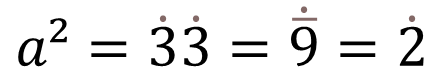 a² = 3̇3̇ = 9̅̇ = 2̇